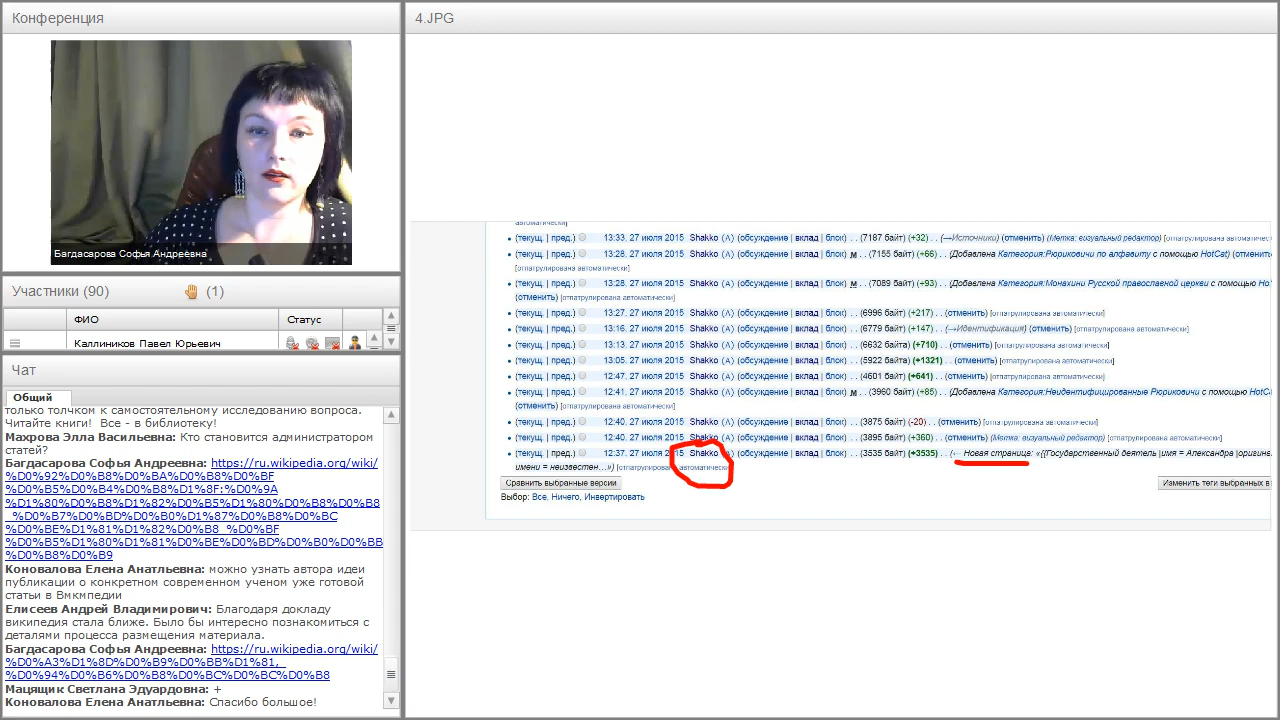 Конференция
Багдасарова Софья Андреевна
Участники (90)
(1)
ФИО
Статус
Каллиников Павел Юрьевич
Чат
Общий
только толчком к самостоятельному исследованию вопроса.
Читайте книги! Все - в библиотеку!
Махрова Элла Васильевна: Кто становится администратором
статей?
Багдасарова Софья Андреевна: https://ru.wikipedia.org/wiki/
%D0%92%D0%B8%D0%BA%D0%B8%D0%BF
%D0%B5%D0%B4%D0%B8%D1%8F:%D0%9A
%D1%80%D0%B8%D1%82%D0%B5%D1%80%D0%B8%D0%B8
_%D0%B7%D0%BD%D0%B0%D1%87%D0%B8%D0%BC
%D0%BE%D1%81%D1%82%D0%B8_%D0%BF
%D0%B5%D1%80%D1%81%D0%BE%D0%BD%D0%B0%D0%BB
%D0%B8%D0%B9
Коновалова Елена Анатльевна: можно узнать автора идеи
публикации о конкретном современном ученом уже готовой
статьи в Вмкмпедии
Елисеев Андрей Владимирович: Благодаря докладу
википедия стала ближе. Было бы интересно познакомиться с
деталями процесса размещения материала.
Багдасарова Софья Андреевна: https://ru.wikipedia.org/wiki/
%D0%A3%D1%8D%D0%B9%D0%BB%D1%81,_
%D0%94%D0%B6%D0%B8%D0%BC%D0%BC%D0%B8
Мацящик Светлана Эдуардовна: +
Коновалова Елена Анатльевна: Спасибо большое!
4.JPG
автоматически]
(текущ. | пред.) 13:33, 27 июля 2015 Shakko (А) (обсуждение | вклад | блок) . . (7187 байт) (+32) . . (→Источники) (отменить) (Метка: визуальный редактор) [отпатрулирована автоматическ
(текущ. | пред.) 13:28, 27 июля 2015 Shakko (А) (обсуждение | вклад | блок) . . м . . (7155 байт) (+66) . . (Добавлена Категория:Рюриковичи по алфавиту с помощью HotCat) (отменить
[отпатрулирована автоматически]
(текущ. | пред.) 13:28, 27 июля 2015 Shakko (А) (обсуждение | вклад | блок) . . м . . (7089 байт) (+93) . . (Добавлена Категория:Монахини Русской православной церкви с помощью Ho
(отменить) [отпатрулирована автоматически]
(текущ. | пред.) 13:27, 27 июля 2015 Shakko (А) (обсуждение | вклад | блок) . . (6996 байт) (+217) . . (отменить) [отпатрулирована автоматически]
(текущ. | пред.) 13:16, 27 июля 2015 Shakko (А) (обсуждение | вклад | блок) . . (6779 байт) (+147) . . (→Идентификация) (отменить) [отпатрулирована автоматически]
(текущ. | пред.) 13:13, 27 июля 2015 Shakko (А) (обсуждение | вклад | блок) . . (6632 байт) (+710) . . (отменить) [отпатрулирована автоматически]
(текущ. | пред.) 13:05, 27 июля 2015 Shakko (А) (обсуждение | вклад | блок) . . (5922 байт) (+1321) . . (отменить) [отпатрулирована автоматически]
(текущ. | пред.) 12:47, 27 июля 2015 Shakko (А) (обсуждение | вклад | блок) . . (4601 байт) (+641) . . (отменить) [отпатрулирована автоматически]
(текущ. | пред.) 12:41, 27 июля 2015 Shakko (А) (обсуждение | вклад | блок) . . м . . (3960 байт) (+85) . . (Добавлена Категория:Неидентифицированные Рюриковичи с помощью HotCa
(отменить) [отпатрулирована автоматически]
(текущ. | пред.) 12:40, 27 июля 2015 Shakko (А) (обсуждение | вклад | блок) . . (3875 байт) (-20) . . (отменить) [отпатрулирована автоматически]
(текущ. | пред.) 12:40, 27 июля 2015 Shakko (А) (обсуждение | вклад | блок) . . (3895 байт) (+360) . . (отменить) (Метка: визуальный редактор) [отпатрулирована автоматически]
(текущ. | пред.) 12:37, 27 июля 2015 Shakko (А) (обсуждение | вклад | блок) . . (3535 байт) (+3535) . . (← Новая страница: «{{Государственный деятель |имя = Александра |оригина
имени = неизвестен...») [отпатрулирована автоматически]
Сравнить выбранные версии
Изменить теги выбранных в
Выбор: Все, Ничего, Инвертировать